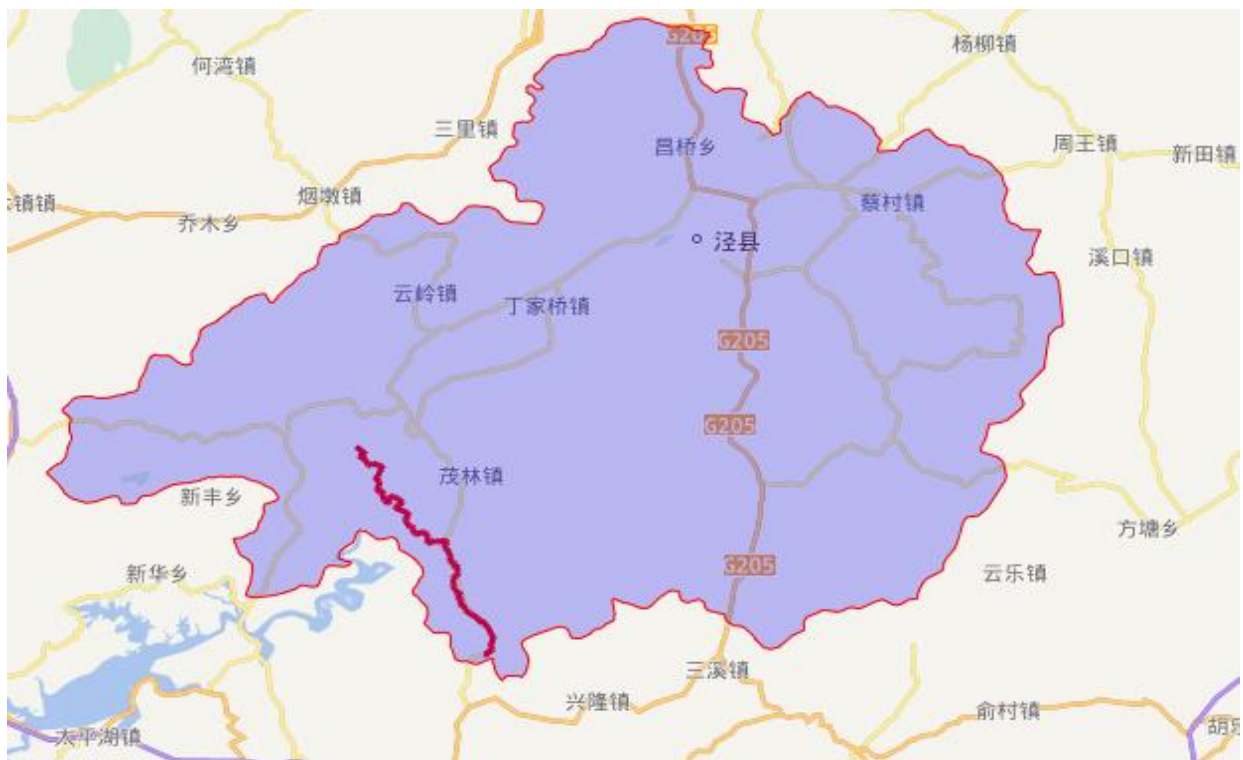 G205
杨柳镇
何湾镇
三里镇
昌桥乡
周王镇
新田镇
烟墩镇
镇镇
乔木乡
蔡村镇
泾县
溪口镇
云岭镇
丁家桥镇
G205
G205
茂林镇
新丰乡
方塘乡
新华乡
G205
云乐镇
三溪镇
兴隆镇
俞村镇
太平湖镇